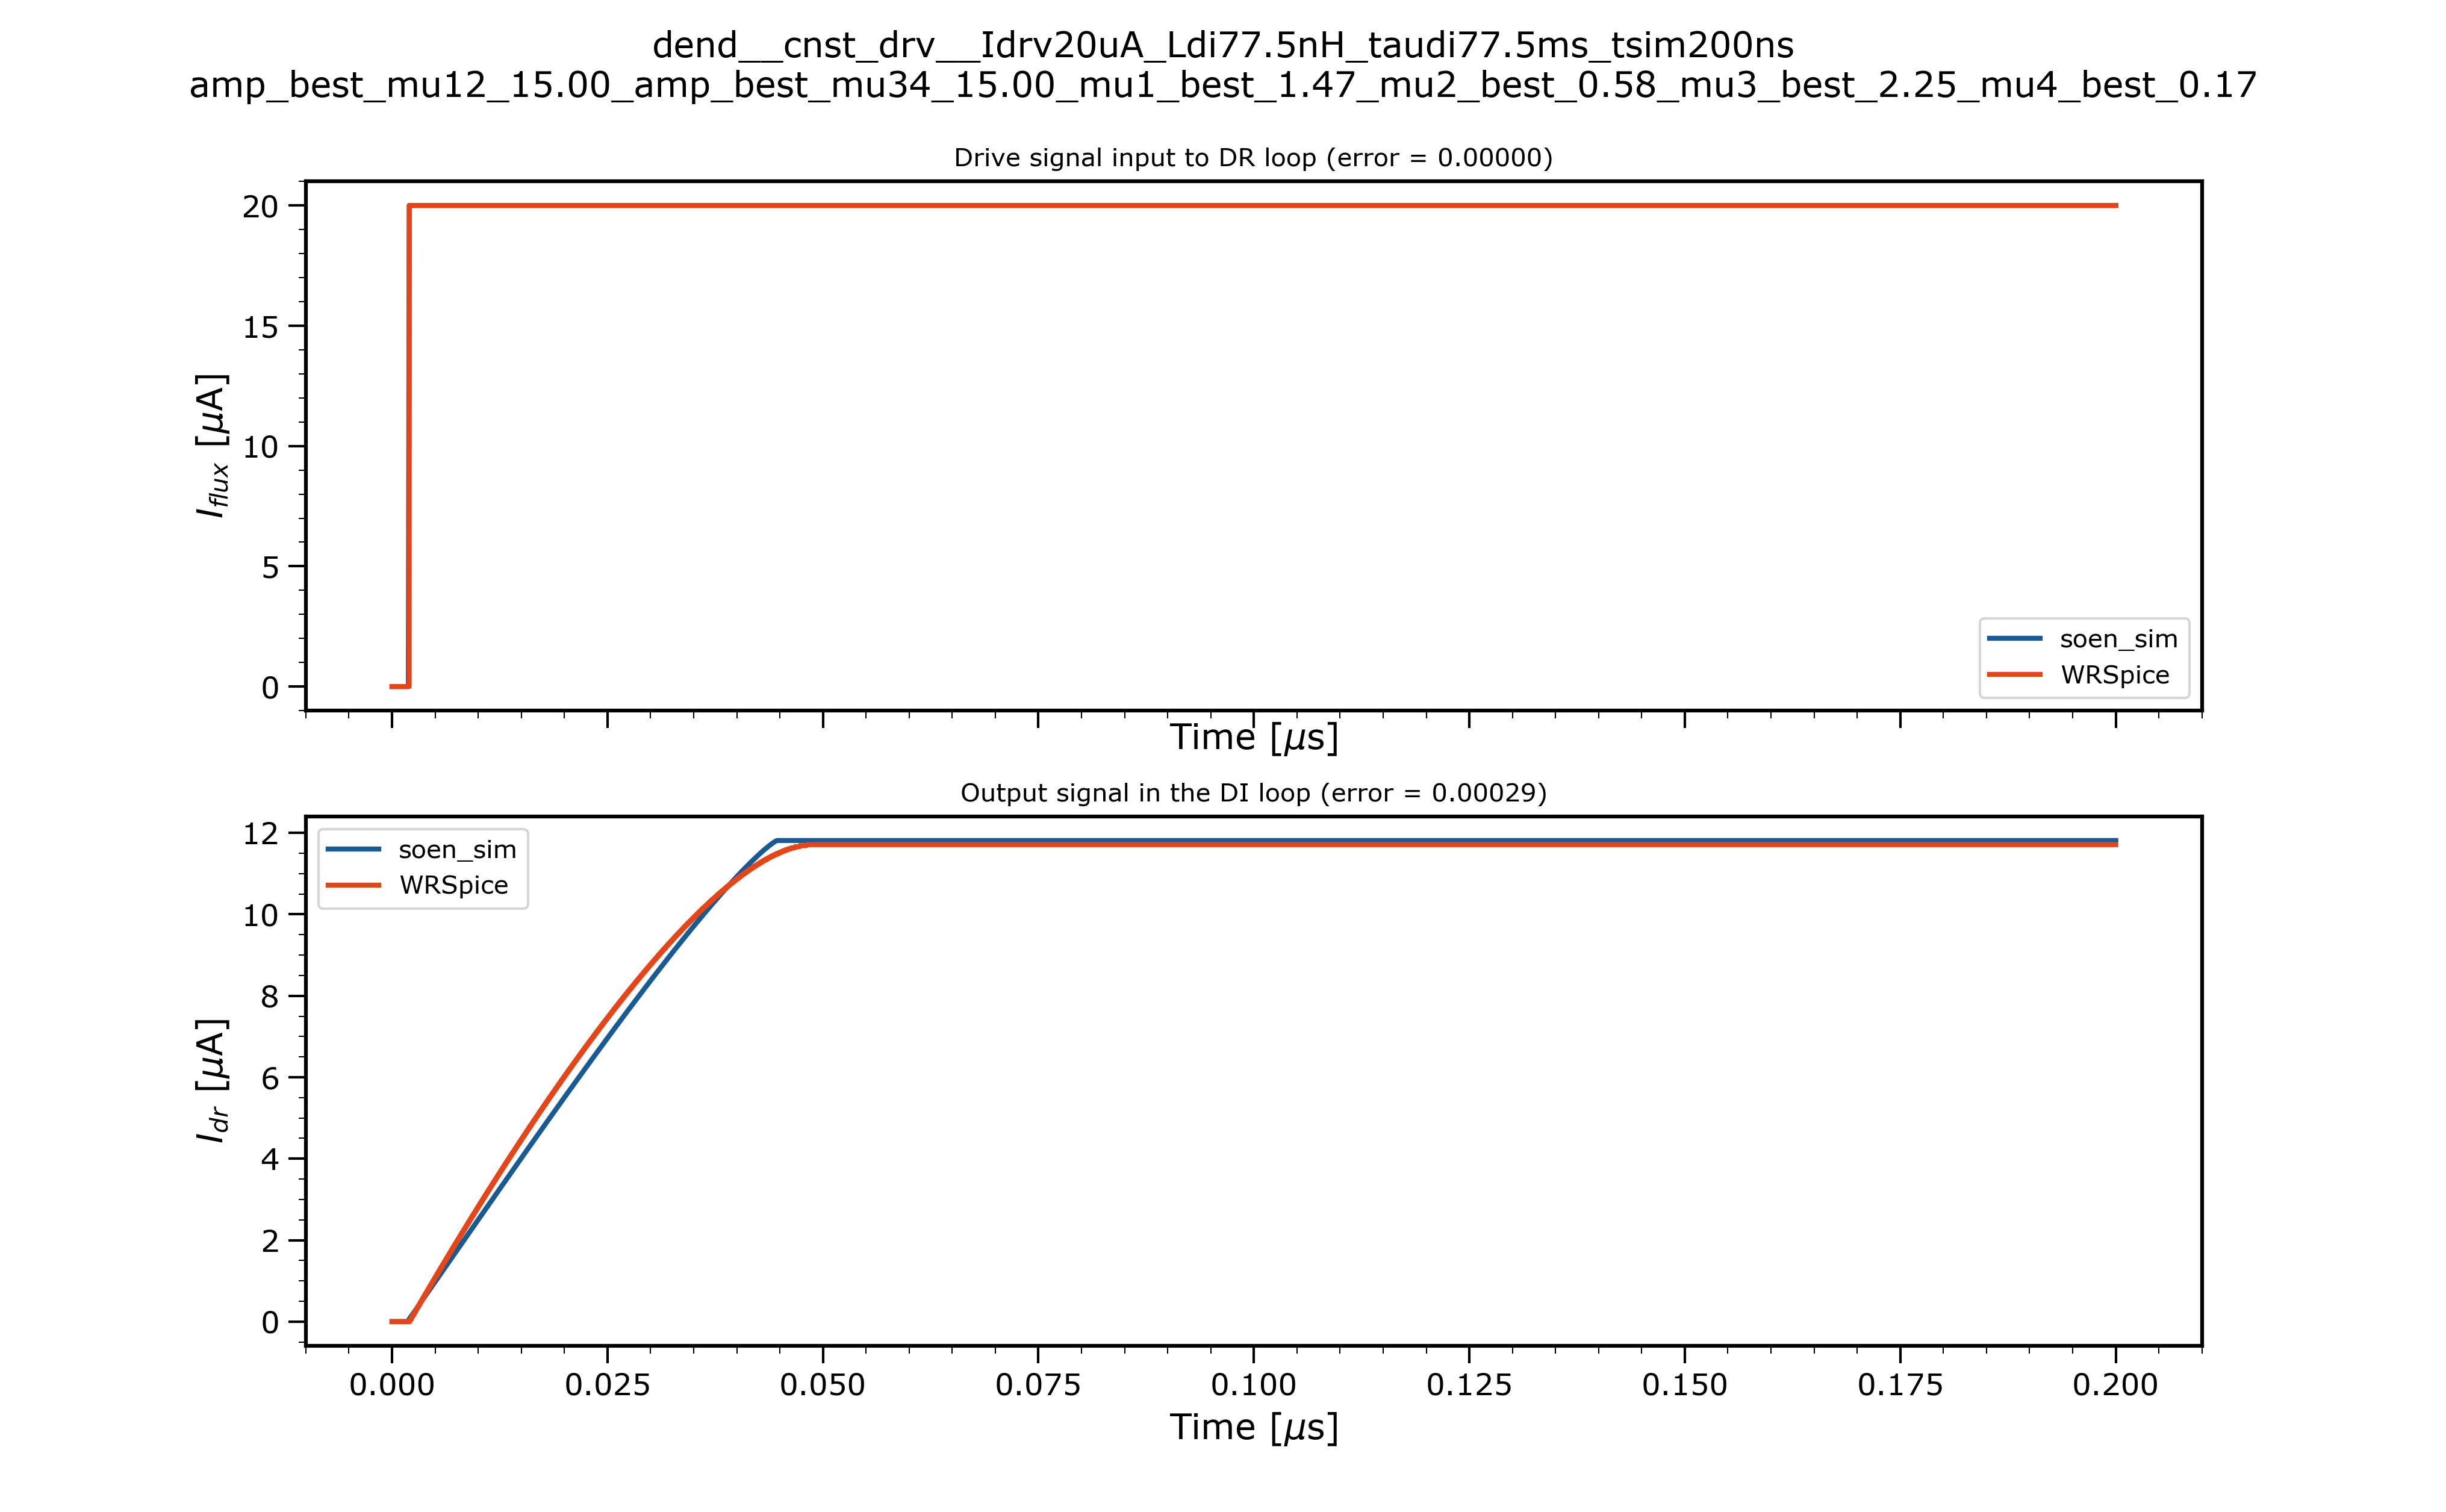 dend__cnst_drv__Idrv20uA_Ldi77.5nH_taudi77.5ms_tsim200ns
amp_best_mu12_15.00_amp_best_mu34_15.00_mu1_best_1.47_mu2_best_0.58_mu3_best_2.25_mu4_best_0.17
Drive signal input to DR loop (error = 0.00000)
I_flux [μA]
20
15
10
5
0
soen_sim
WRSpice
Time [μs]
Output signal in the DI loop (error = 0.00029)
I_dr [μA]
12
10
8
6
4
2
0
soen_sim
WRSpice
0.000 0.025 0.050 0.075 0.100 0.125 0.150 0.175 0.200
Time [μs]